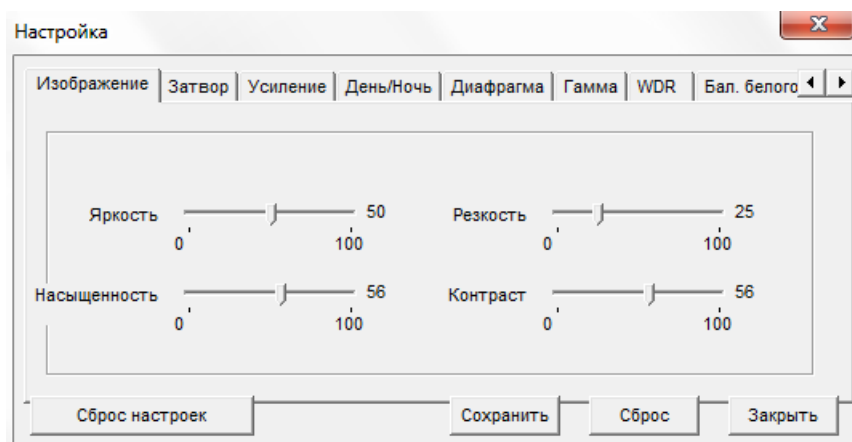 Настройка
Изображение Затвор Усиление День/Ночь Диафрагма Гамма WDR Бал. белого
Яркость 50 Резкость 25
0 100 0 100
Насыщенность 56 Контраст 56
0 100 0 100
Сброс настроек Сохранить Сброс Закрыть